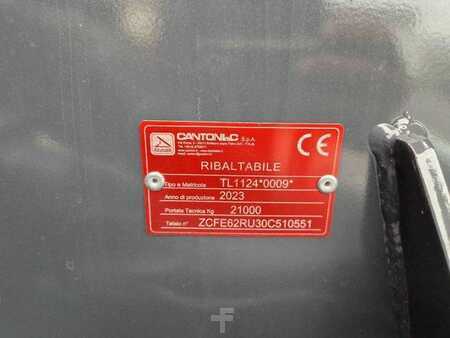 CANTONI&C S.p.A.
CE
RIBALTABILE
Tipo e Matricola TL1124*0009*
Anno di produzione 2023
Portata Tecnica Kg 21000
Telaio n° ZCFE62RU30C510551